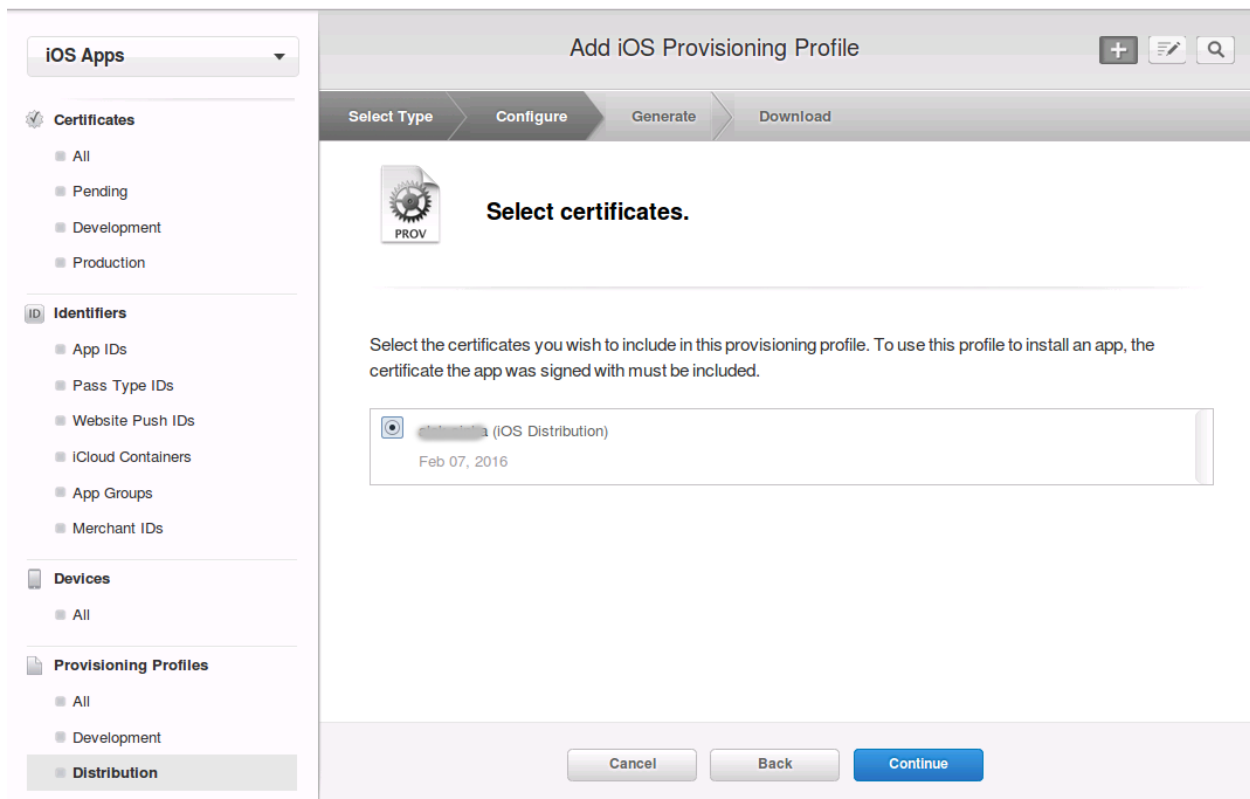 iOS Apps
Certificates
All
Pending
Development
Production
ID Identifiers
App IDs
Pass Type IDs
Website Push IDs
iCloud Containers
App Groups
Merchant IDs
Devices
All
Provisioning Profiles
All
Development
Distribution
Add iOS Provisioning Profile
Select Type Configure Generate Download
PROV
Select certificates.
Select the certificates you wish to include in this provisioning profile. To use this profile to install an app, the
certificate the app was signed with must be included.
(iOS Distribution)
Feb 07, 2016
Cancel Back Continue